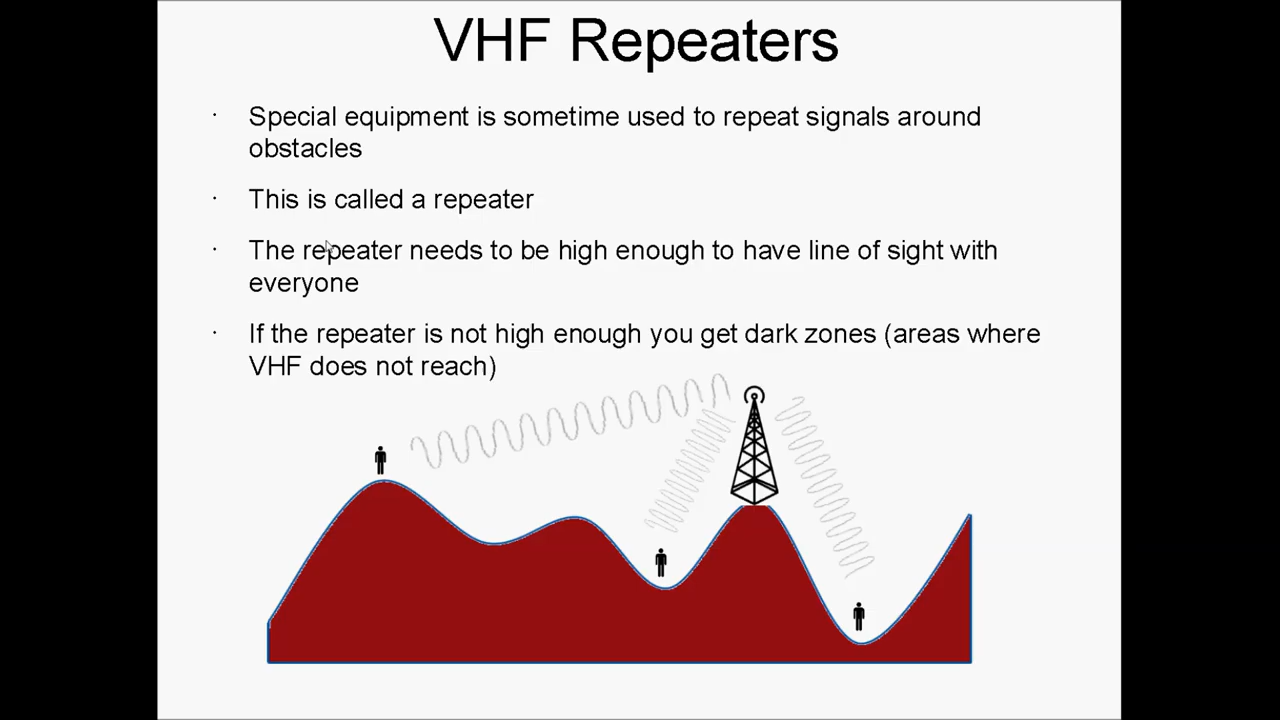 VHF Repeaters
· Special equipment is sometime used to repeat signals around
obstacles
· This is called a repeater
· The repeater needs to be high enough to have line of sight with
everyone
· If the repeater is not high enough you get dark zones (areas where
VHF does not reach)